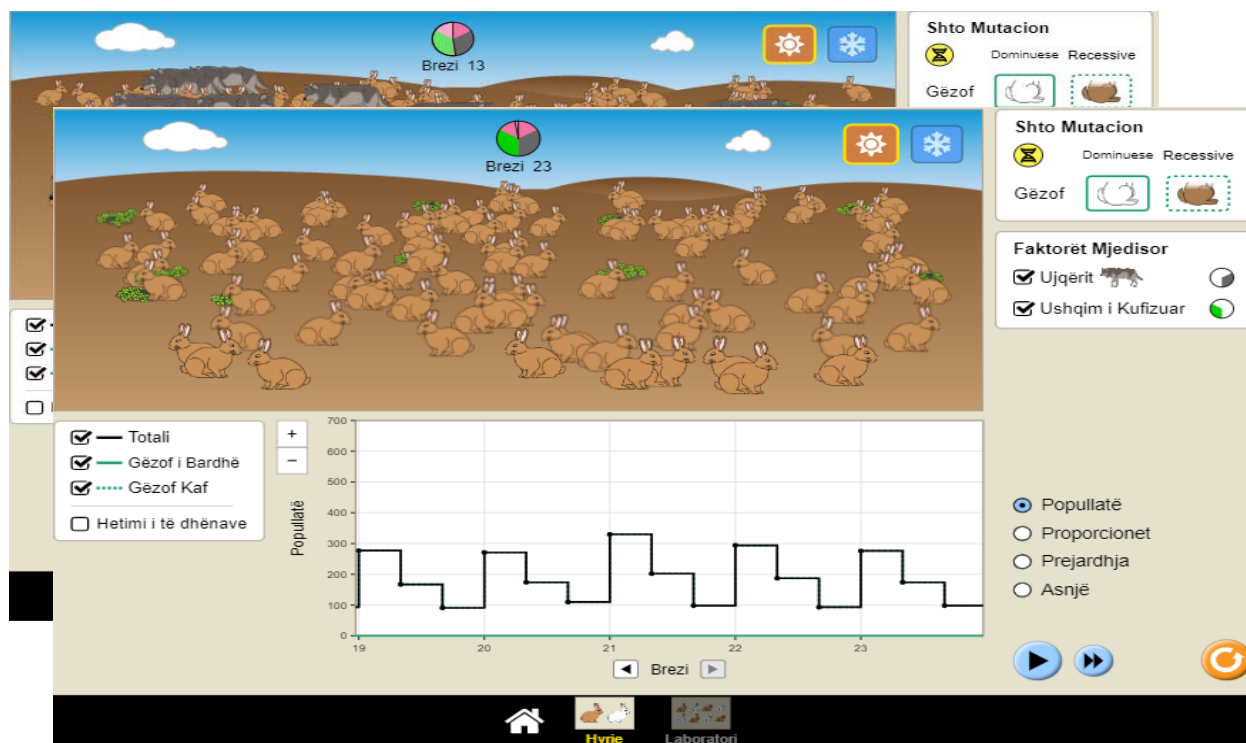 Brezi 13
Shto Mutacion
Dominuese Recessive
Gëzof
Brezi 23
Shto Mutacion
Dominuese Recessive
Gëzof
Faktorët Mjedisor
Ujqërit
Ushqim i Kufizuar
Totali
Gëzof i Bardhë
Gëzof Kaf
Hetimi i të dhënave
+
−
Popullatë
700
600
500
400
300
200
100
0
19 20 21 22 23
Brezi
Popullatë
Proporcionet
Prejardhja
Asnjë
Hyrje
Laboratori